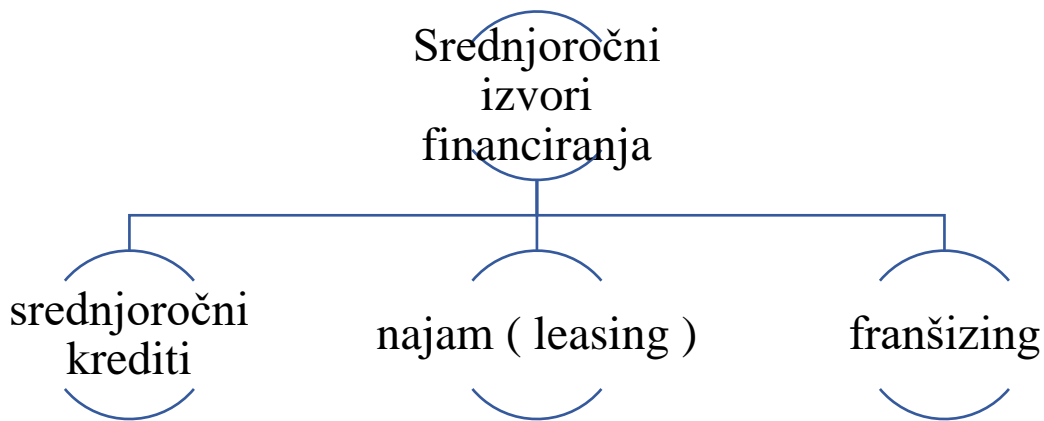 Srednjoročni
izvori
financiranja
srednjoročni
krediti
najam ( leasing )
franšizing